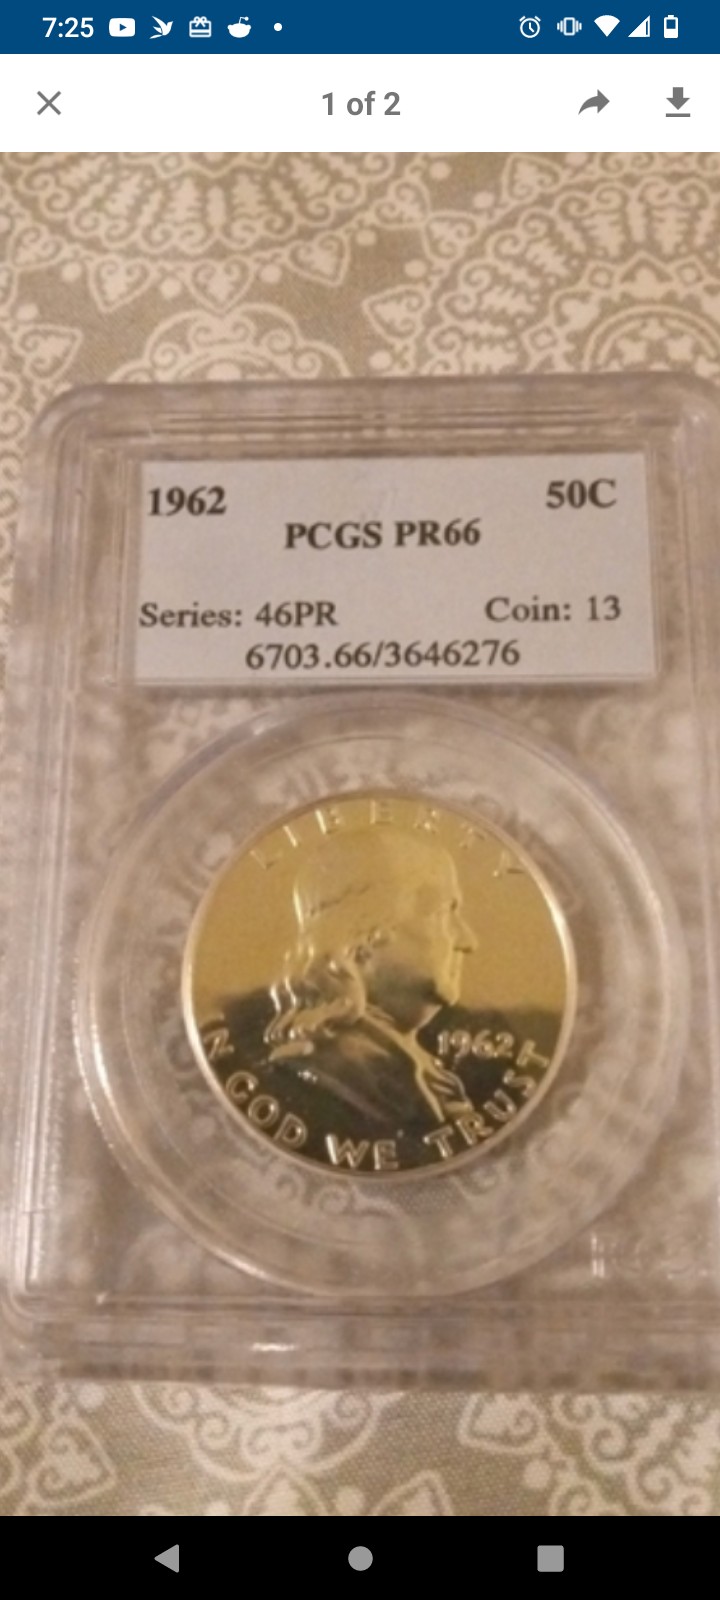 7:25
1 of 2
1962 50C
PCGS PR66
Series: 46PR Coin: 13
6703.66/3646276
LIBERTY
1962
IN GOD WE TRUST